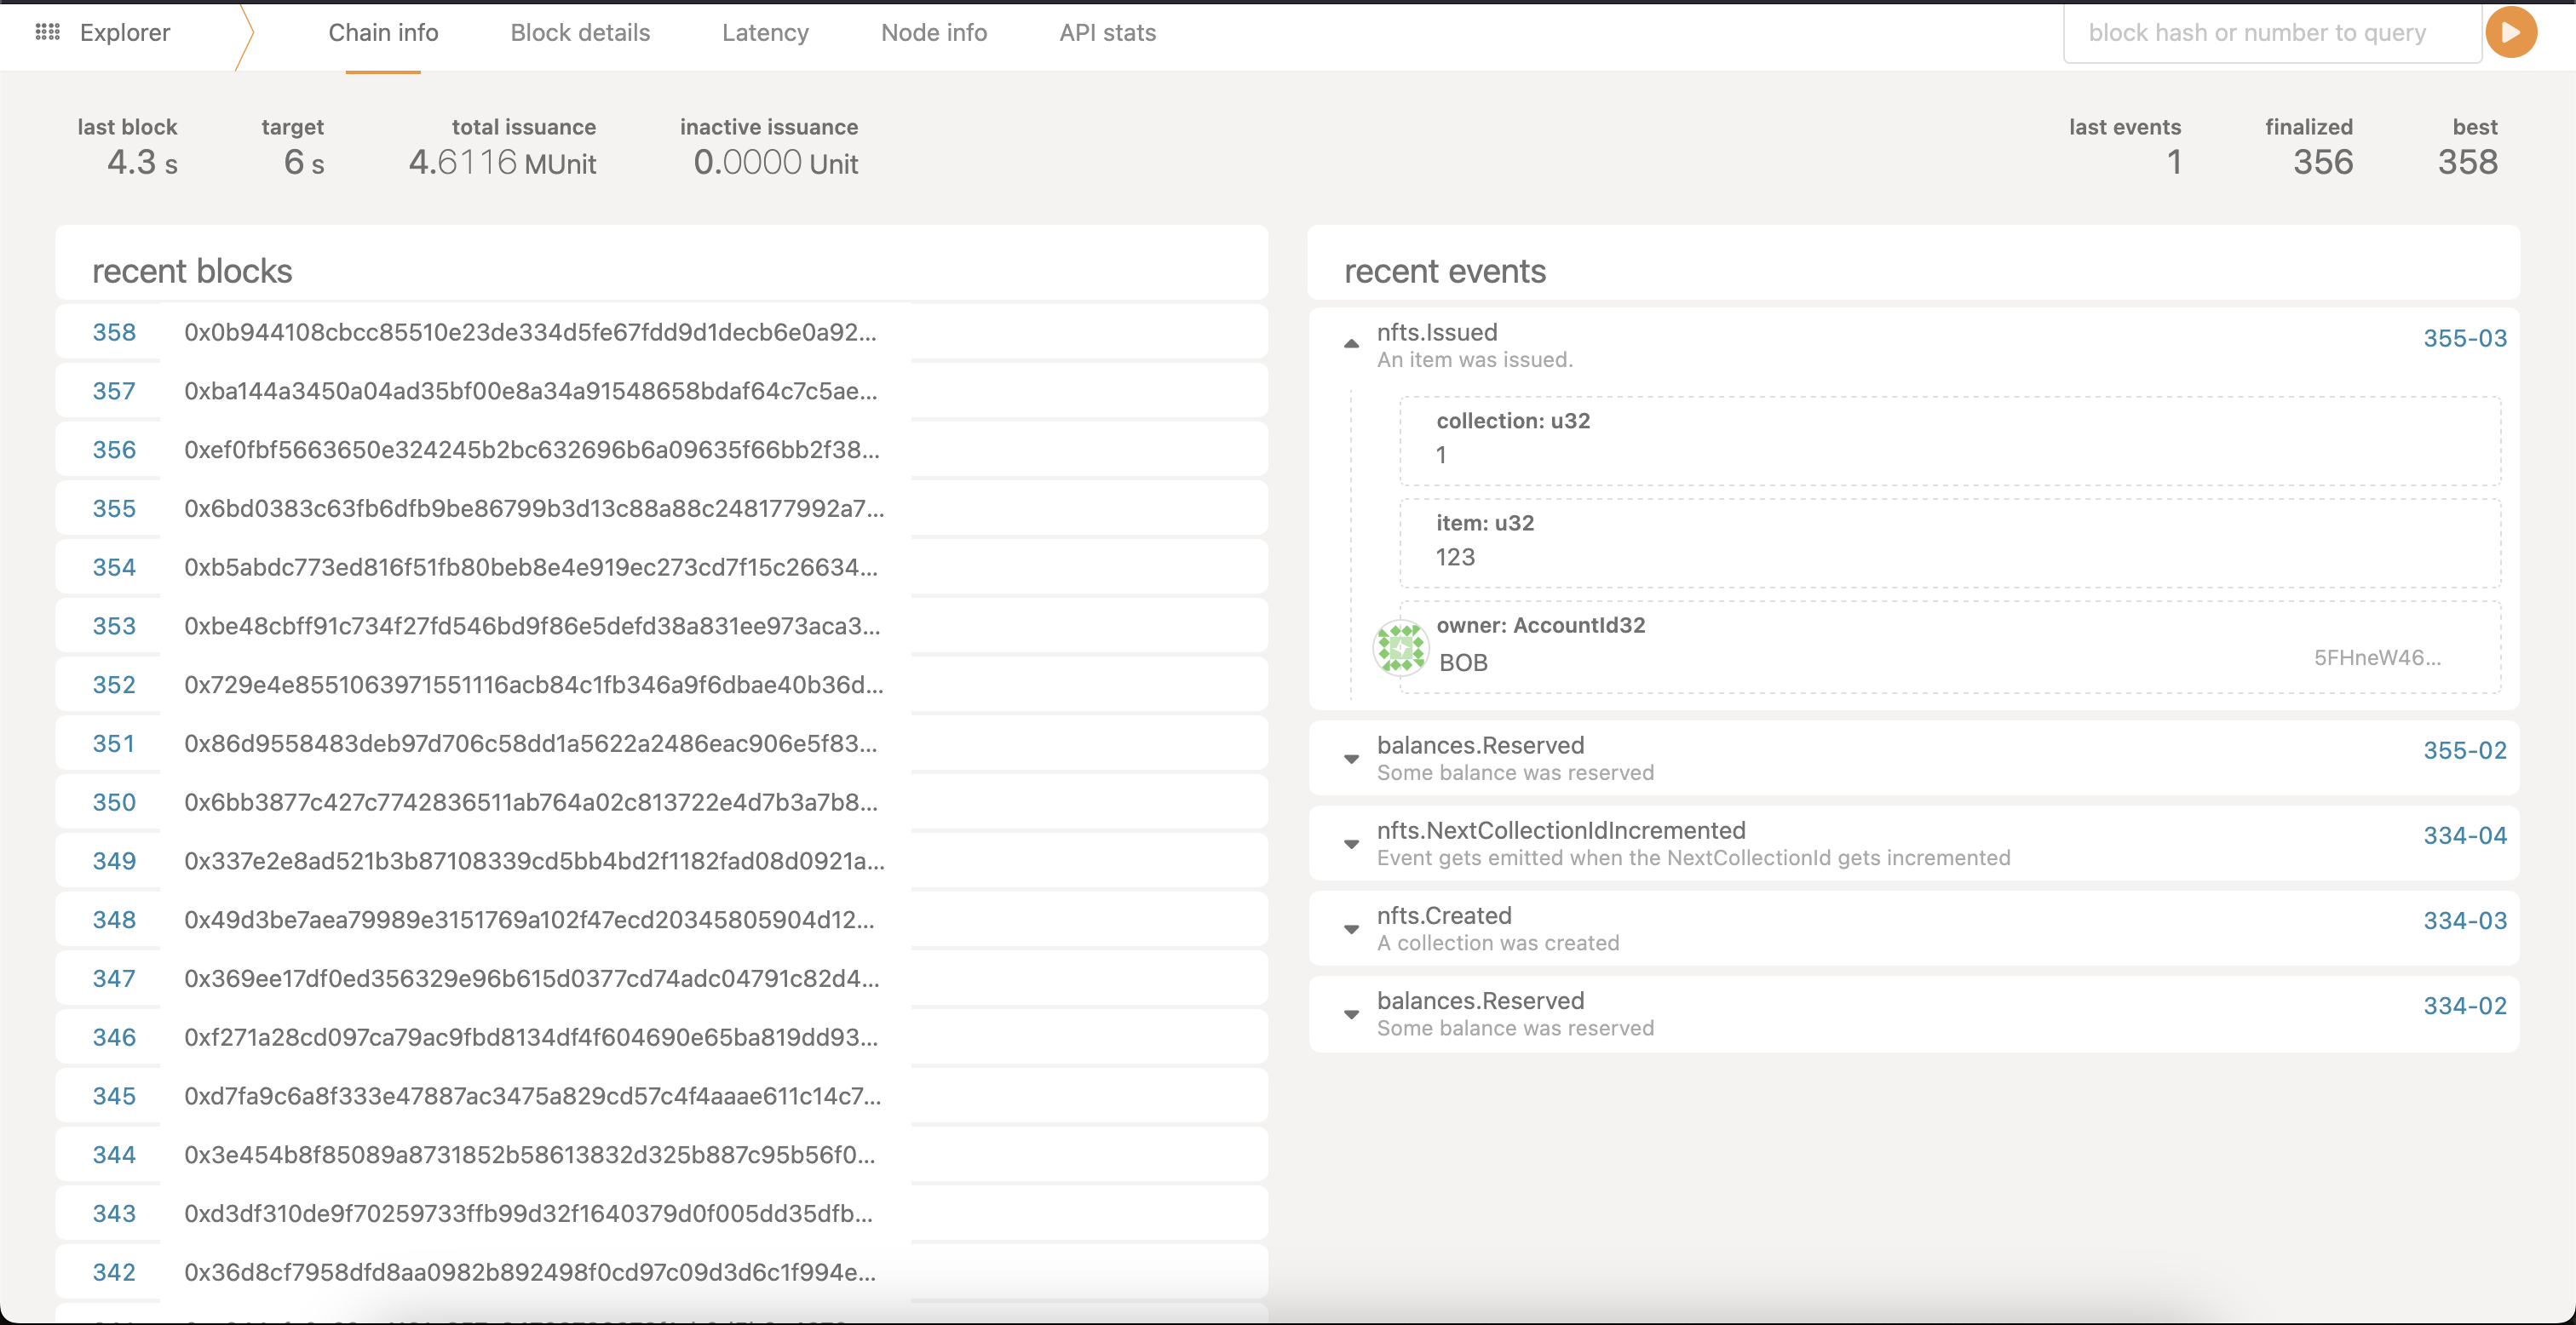 Explorer
Chain info
Block details
Latency
Node info
API stats
block hash or number to query
last block
4.3 s
target
6 s
total issuance
4.6116 MUnit
inactive issuance
0.0000 Unit
last events
1
finalized
356
best
358
recent blocks
358 0x0b944108cbcc85510e23de334d5fe67fdd9d1decb6e0a92...
357 0xba144a3450a04ad35bf00e8a34a91548658bdaf64c7c5ae...
356 0xef0fbf5663650e324245b2bc632696b6a09635f66bb2f38...
355 0x6bd0383c63fb6dfb9be86799b3d13c88a88c248177992a7...
354 0xb5abdc773ed816f51fb80beb8e4e919ec273cd7f15c26634...
353 0xbe48cbff91c734f27fd546bd9f86e5defd38a831ee973aca3...
352 0x729e4e8551063971551116acb84c1fb346a9f6dbae40b36d...
351 0x86d9558483deb97d706c58dd1a5622a2486eac906e5f83...
350 0x6bb3877c427c7742836511ab764a02c813722e4d7b3a7b8...
349 0x337e2e8ad521b3b87108339cd5bb4bd2f1182fad08d0921a...
348 0x49d3be7aea79989e3151769a102f47ecd20345805904d12...
347 0x369ee17df0ed356329e96b615d0377cd74adc04791c82d4...
346 0xf271a28cd097ca79ac9fbd8134df4f604690e65ba819dd93...
345 0xd7fa9c6a8f333e47887ac3475a829cd57c4f4aaae611c14c7...
344 0x3e454b8f85089a8731852b58613832d325b887c95b56f0...
343 0xd3df310de9f70259733ffb99d32f1640379d0f005dd35dfb...
342 0x36d8cf7958dfd8aa0982b892498f0cd97c09d3d6c1f994e...
recent events
nfts.Issued 355-03
An item was issued.
collection: u32
1
item: u32
123
owner: AccountId32
BOB 5FHneW46...
balances.Reserved 355-02
Some balance was reserved
nfts.NextCollectionIdIncremented 334-04
Event gets emitted when the NextCollectionId gets incremented
nfts.Created 334-03
A collection was created
balances.Reserved 334-02
Some balance was reserved